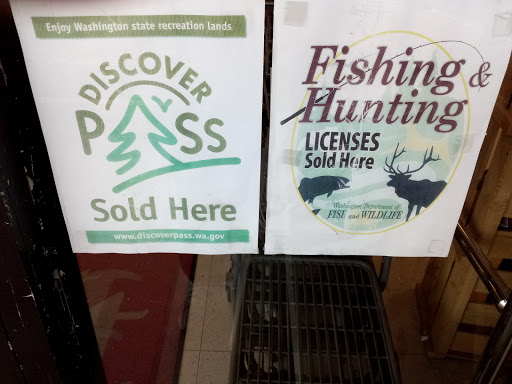 Enjoy Washington state recreation lands
DISCOVER
PASS
Sold Here
www.discoverpass.wa.gov
Fishing &
Hunting
LICENSES
Sold Here
Washington Department of
FISH and WILDLIFE